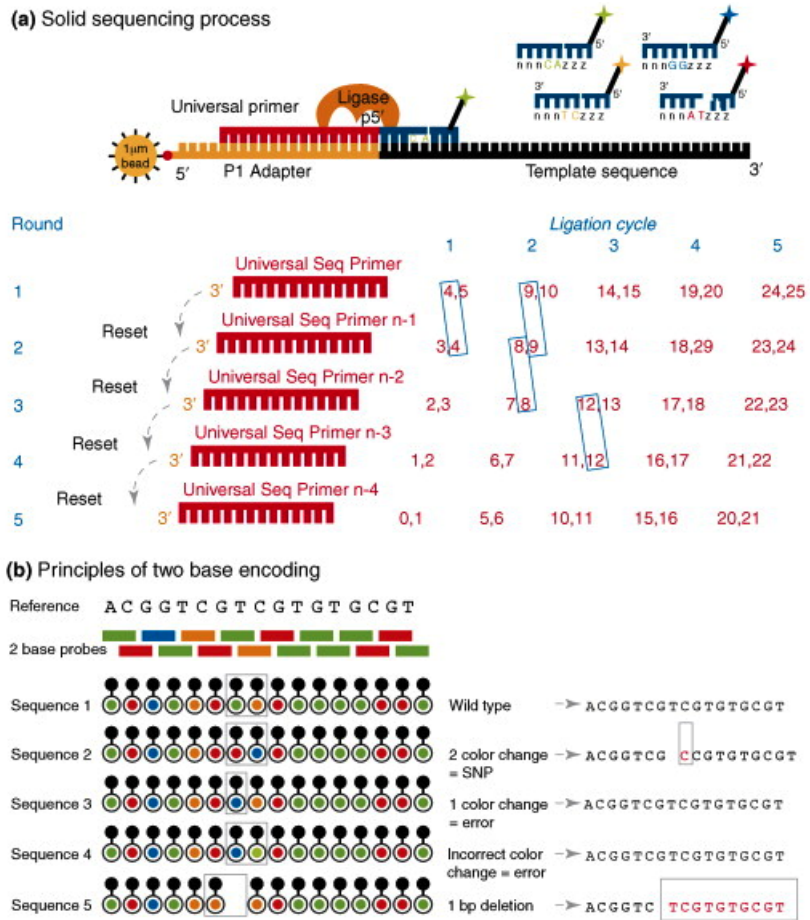 (a) Solid sequencing process
Universal primer
Ligase
p5′
1μm
bead
5′
P1 Adapter
Template sequence
3′
5′
nnnCAzzz
3′
5′
nnnGGzzz
3′
5′
nnnTCzzz
3′
5′
nnnATzzz
Round
Ligation cycle
1 2 3 4 5
Universal Seq Primer
1 3′ 4,5 9,10 14,15 19,20 24,25
Reset
Universal Seq Primer n-1
2 3′ 3,4 8,9 13,14 18,29 23,24
Reset
Universal Seq Primer n-2
3 3′ 2,3 7,8 12,13 17,18 22,23
Reset
Universal Seq Primer n-3
4 3′ 1,2 6,7 11,12 16,17 21,22
Reset
Universal Seq Primer n-4
5 3′ 0,1 5,6 10,11 15,16 20,21
(b) Principles of two base encoding
Reference A C G G T C G T C G T G T G C G T
2 base probes
Sequence 1 Wild type ACGGTCGTCGTGTGCGT
Sequence 2 2 color change ACGGTCG CCGTGTGCGT
= SNP
Sequence 3 1 color change ACGGTCGTCGTGTGCGT
= error
Sequence 4 Incorrect color ACGGTCGTCGTGTGCGT
change = error
Sequence 5 1 bp deletion ACGGTC TCGTGTGCGT